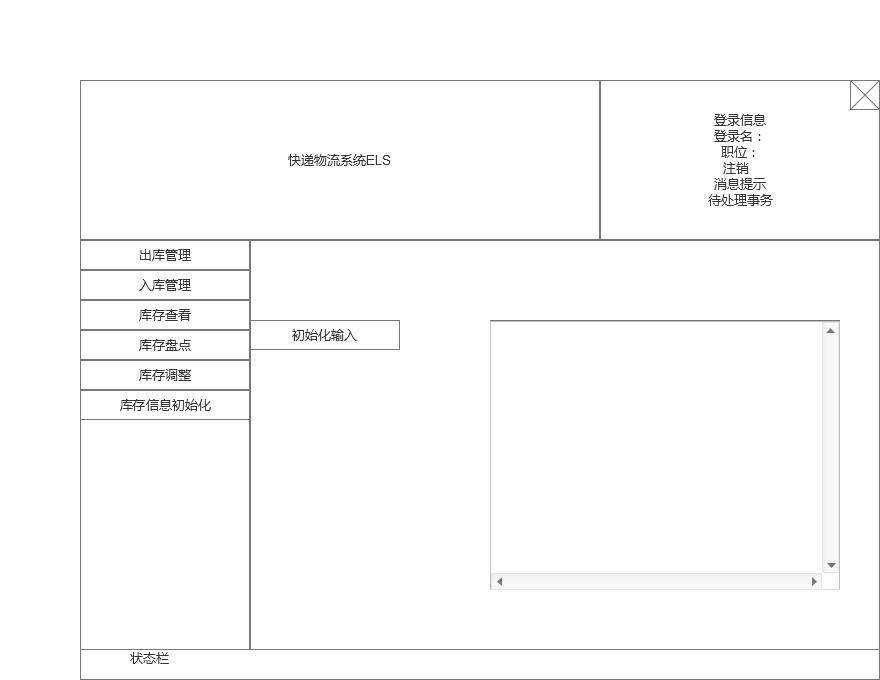 快递物流系统ELS
登录信息
登录名：
职位：
注销
消息提示
待处理事务
出库管理
入库管理
库存查看
库存盘点
库存调整
库存信息初始化
初始化输入
状态栏